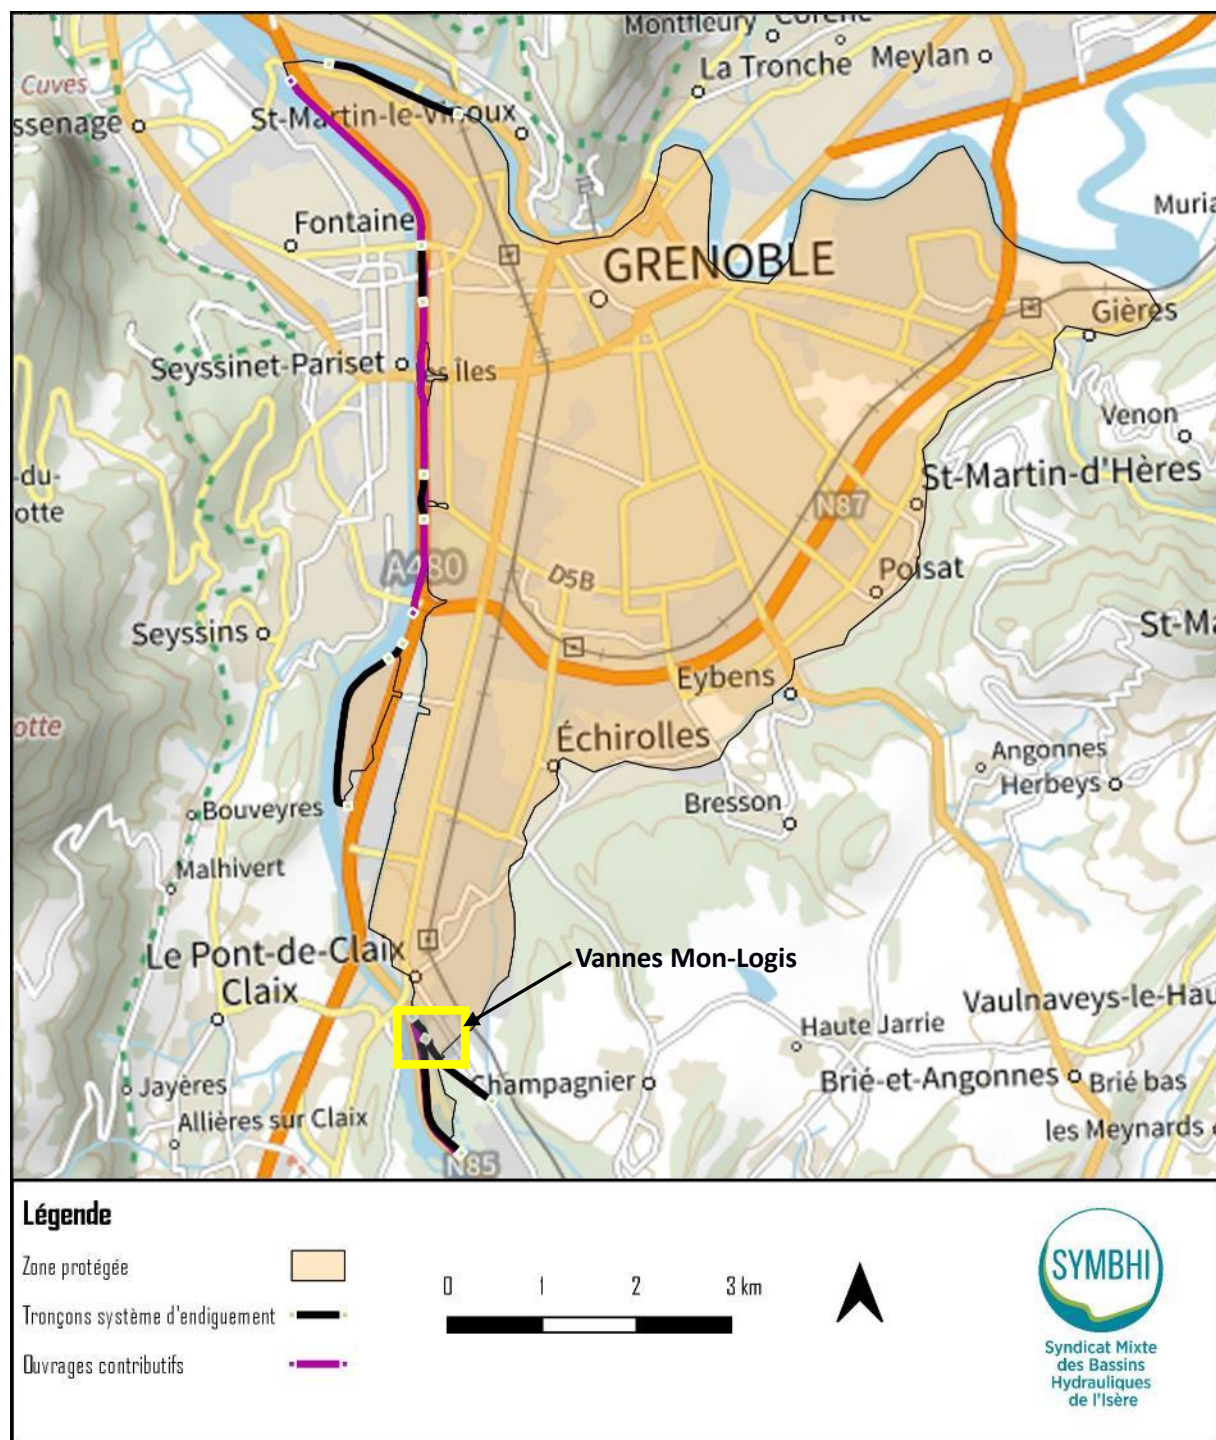 Montfleury
Corenc
La Tronche
Meylan
Cuves
ssenage
St-Martin-le-Vinoux
Muria
Fontaine
GRENOBLE
Gières
Seyssinet-Pariset
Îles
Venon
-du-
otte
St-Martin-d'Hères
N87
A480
D5B
Poisat
Seyssins
St-Ma
Eybens
otte
Échirolles
Angonnes
Herbeys
Bouveyres
Bresson
Malhivert
Le Pont-de-Claix
Vannes Mon-Logis
Claix
Vaulnaveys-le-Hau
Haute Jarrie
Jayères
Champagnier
Brié-et-Angonnes
Brié bas
Allières sur Claix
les Meynards
N85
Légende
Zone protégée
Tronçons système d'endiguement
Ouvrages contributifs
0 1 2 3 km
SYMBHI
Syndicat Mixte
des Bassins
Hydrauliques
de l'Isère